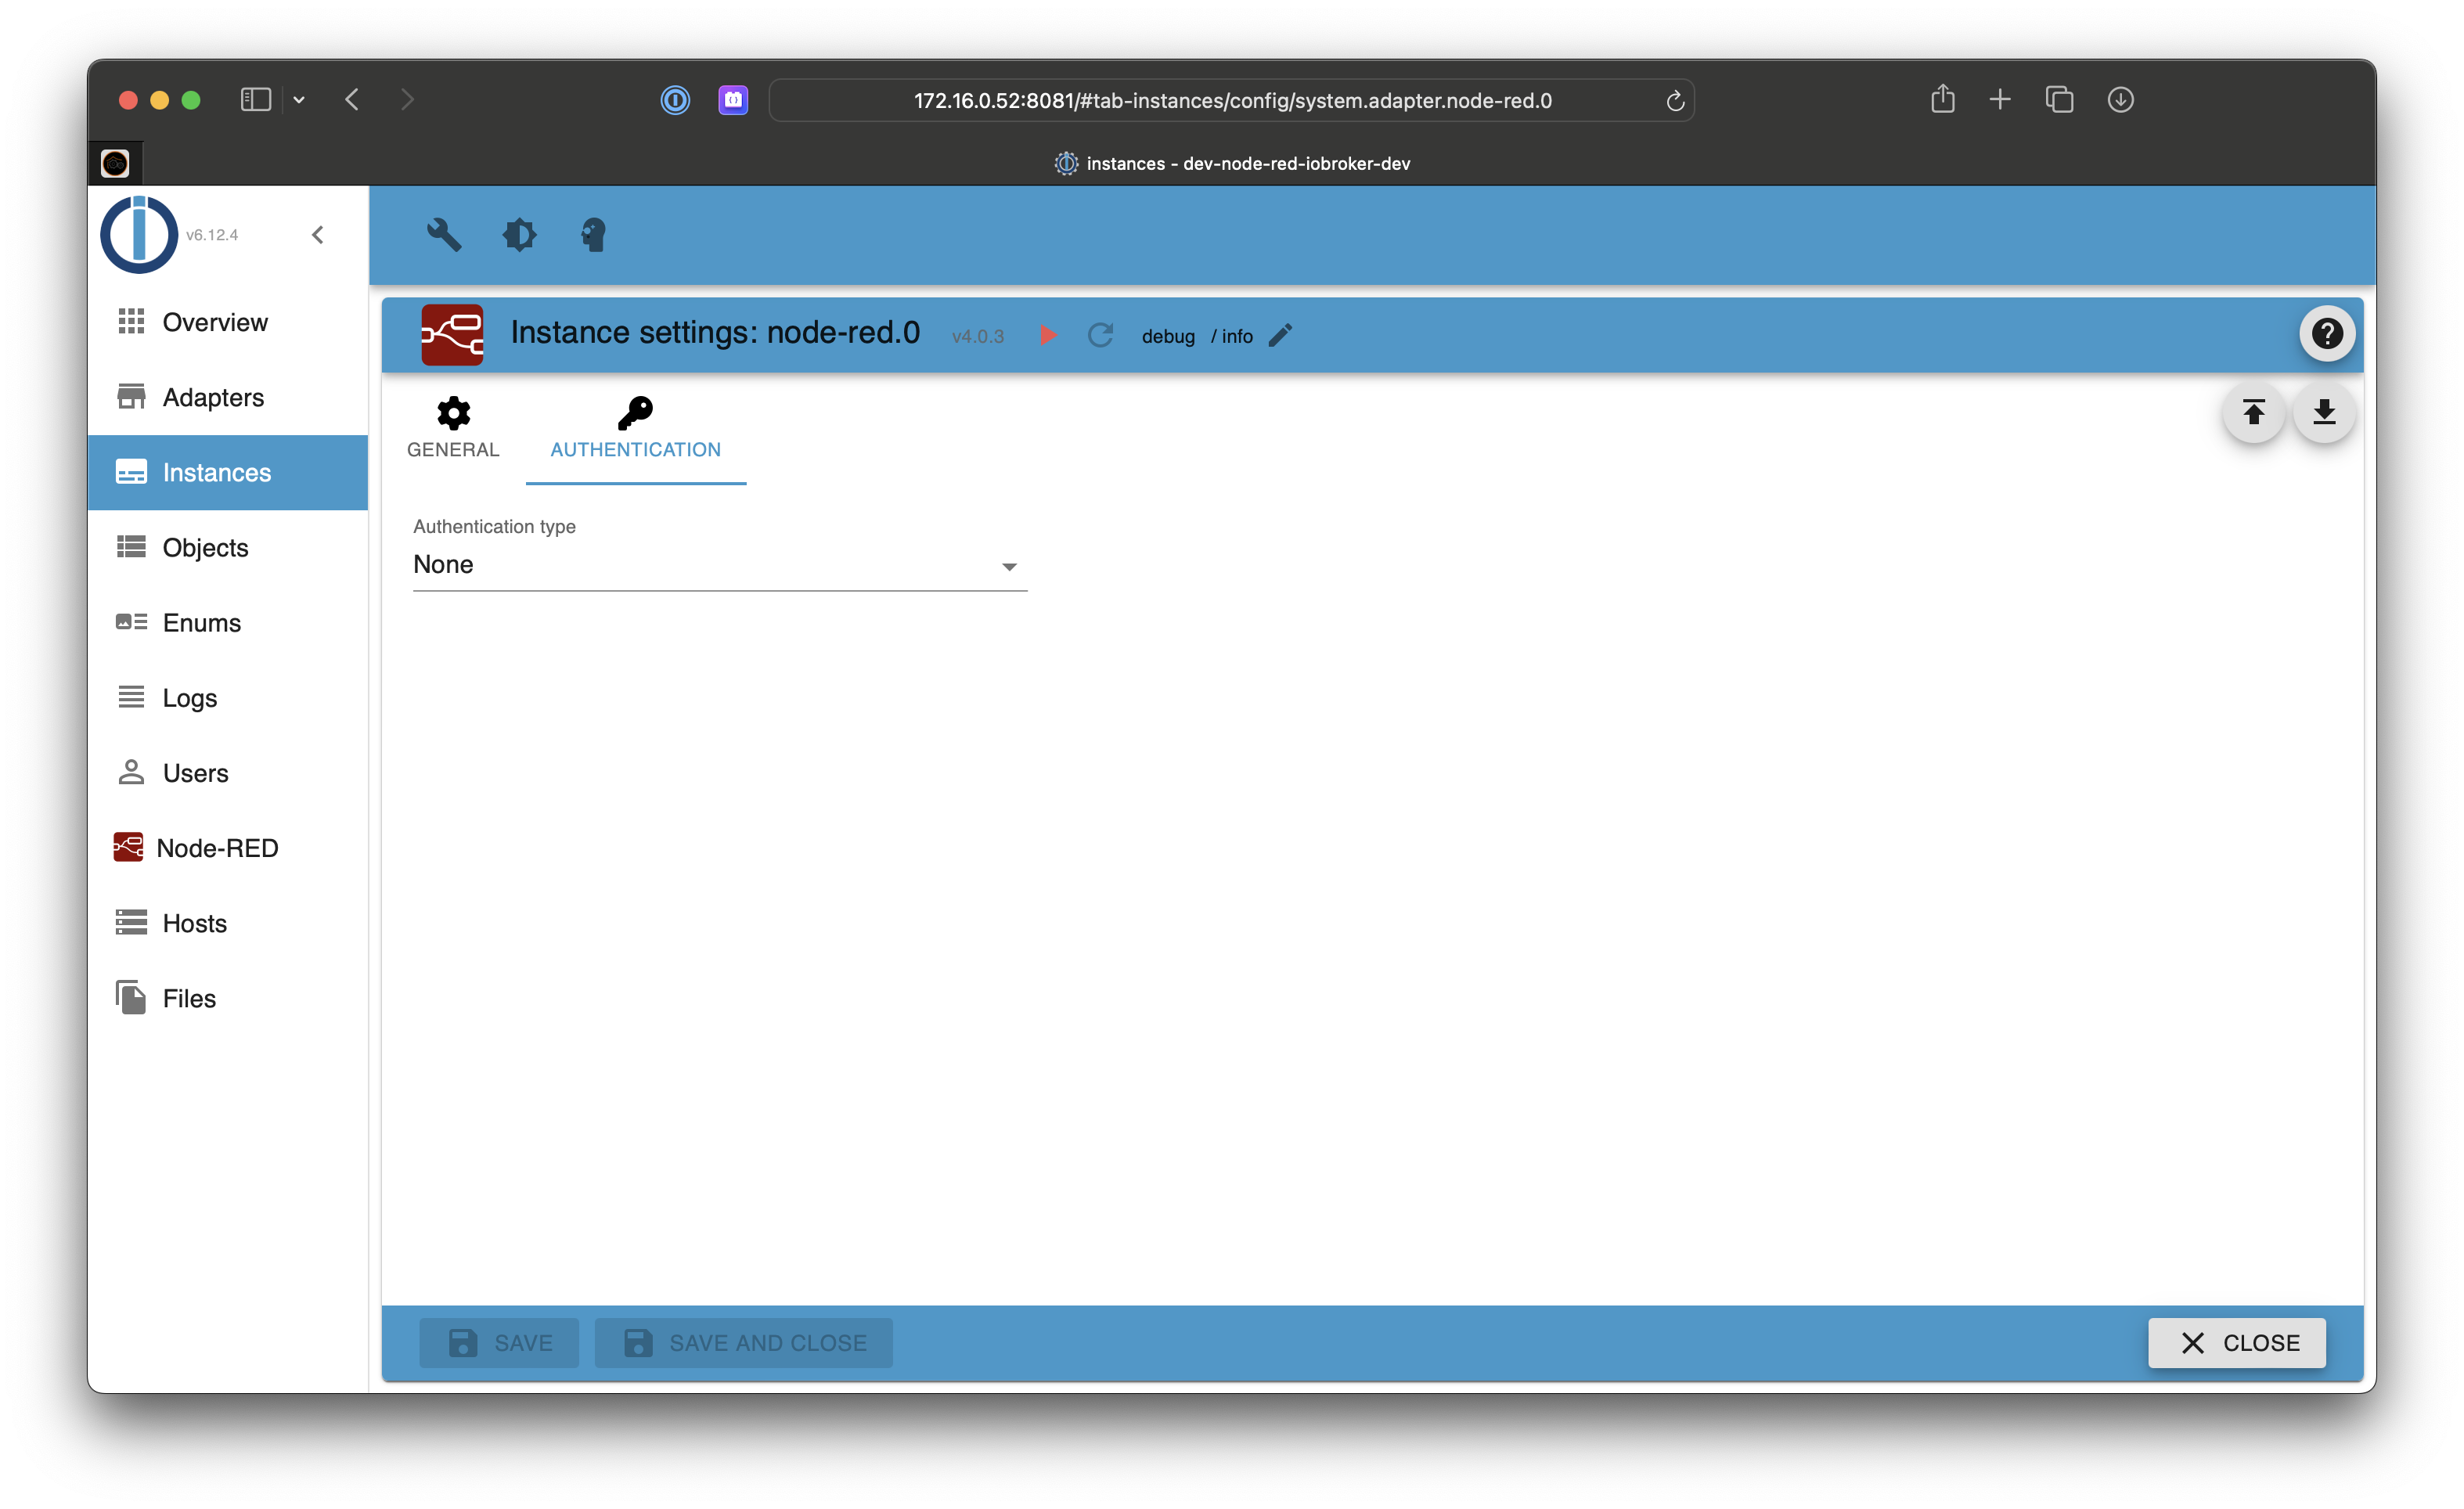 172.16.0.52:8081/#tab-instances/config/system.adapter.node-red.0
instances - dev-node-red-iobroker-dev
v6.12.4
Overview
Adapters
Instances
Objects
Enums
Logs
Users
Node-RED
Hosts
Files
Instance settings: node-red.0 v4.0.3 debug / info
GENERAL AUTHENTICATION
Authentication type
None
SAVE SAVE AND CLOSE CLOSE